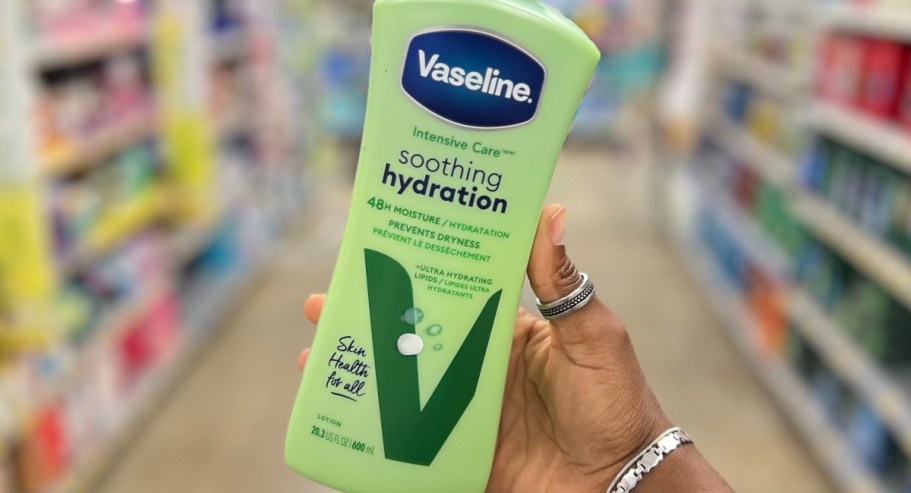 Vaseline.
Intensive Care™
soothing
hydration
48H MOISTURE / HYDRATATION
PREVENTS DRYNESS
PRÉVIENT LE DESSÈCHEMENT
*ULTRA HYDRATING
LIPIDS / LIPIDES ULTRA
HYDRATANTS
Skin
Health
for all
LOTION
20.3 US FL OZ | 600 mL